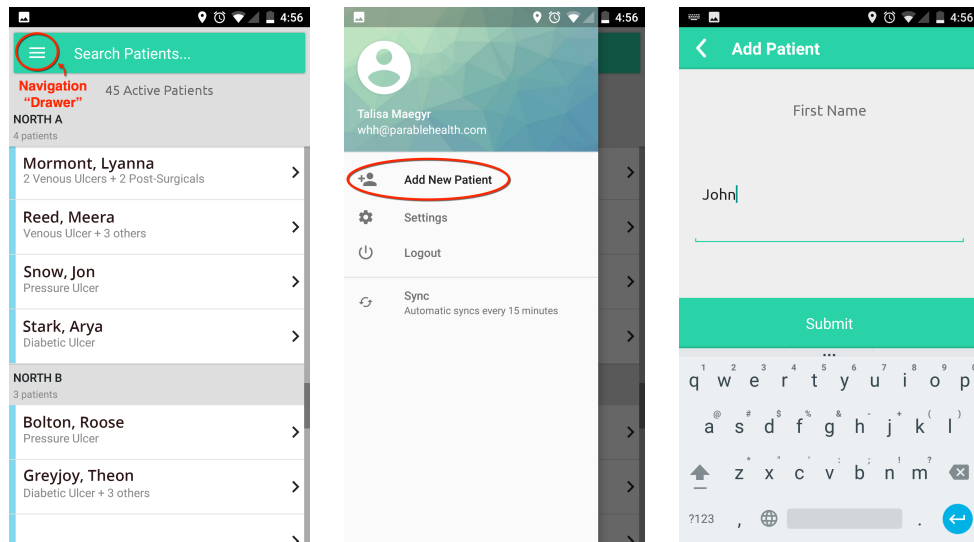 4:56
Search Patients...
Navigation
“Drawer”
45 Active Patients
NORTH A
4 patients
Mormont, Lyanna
2 Venous Ulcers + 2 Post-Surgicals
Reed, Meera
Venous Ulcer + 3 others
Snow, Jon
Pressure Ulcer
Stark, Arya
Diabetic Ulcer
NORTH B
3 patients
Bolton, Roose
Pressure Ulcer
Greyjoy, Theon
Diabetic Ulcer + 3 others
4:56
Talisa Maegyr
whh@parablehealth.com
Add New Patient
Settings
Logout
Sync
Automatic syncs every 15 minutes
4:56
Add Patient
First Name
John
Submit
1 2 3 4 5 6 7 8 9 0
q w e r t y u i o p
@ # $ % & - + ( )
a s d f g h j k l
* " ' : ; ! ?
z x c v b n m
?123 , .